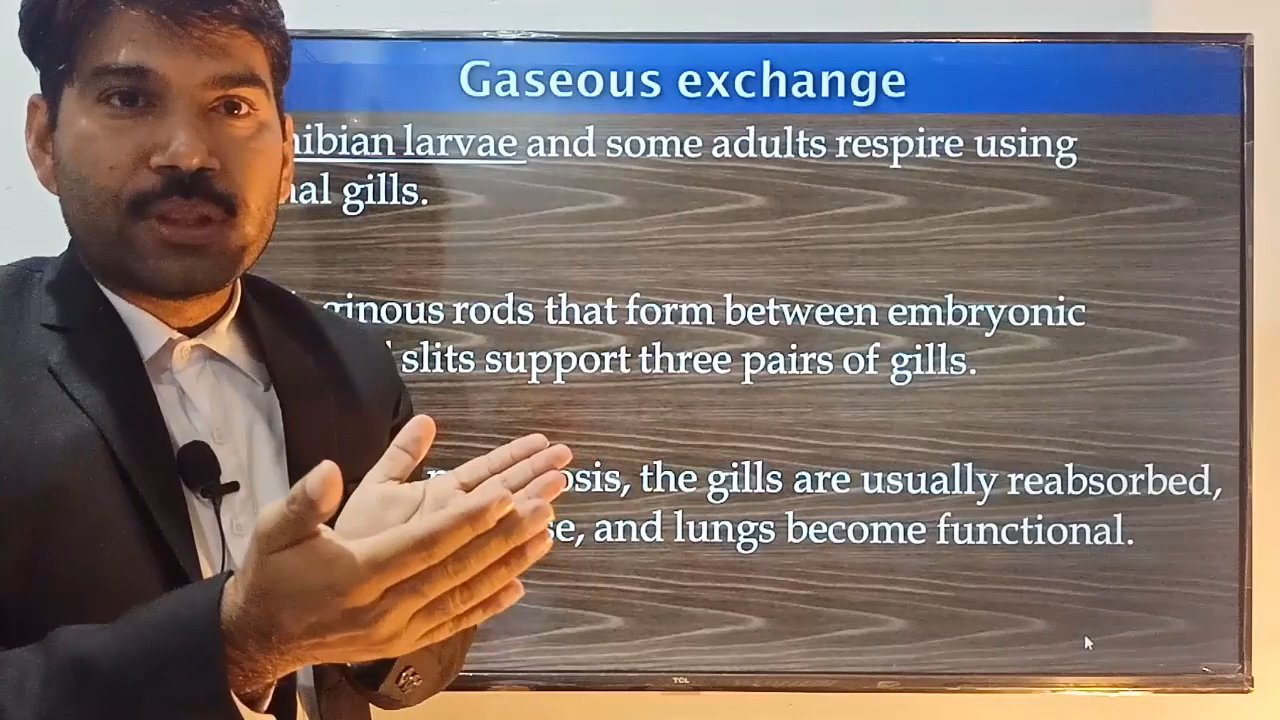 Gaseous exchange
hibian larvae and some adults respire using
nal gills.
ginous rods that form between embryonic
slits support three pairs of gills.
osis, the gills are usually reabsorbed,
se, and lungs become functional.
TCL